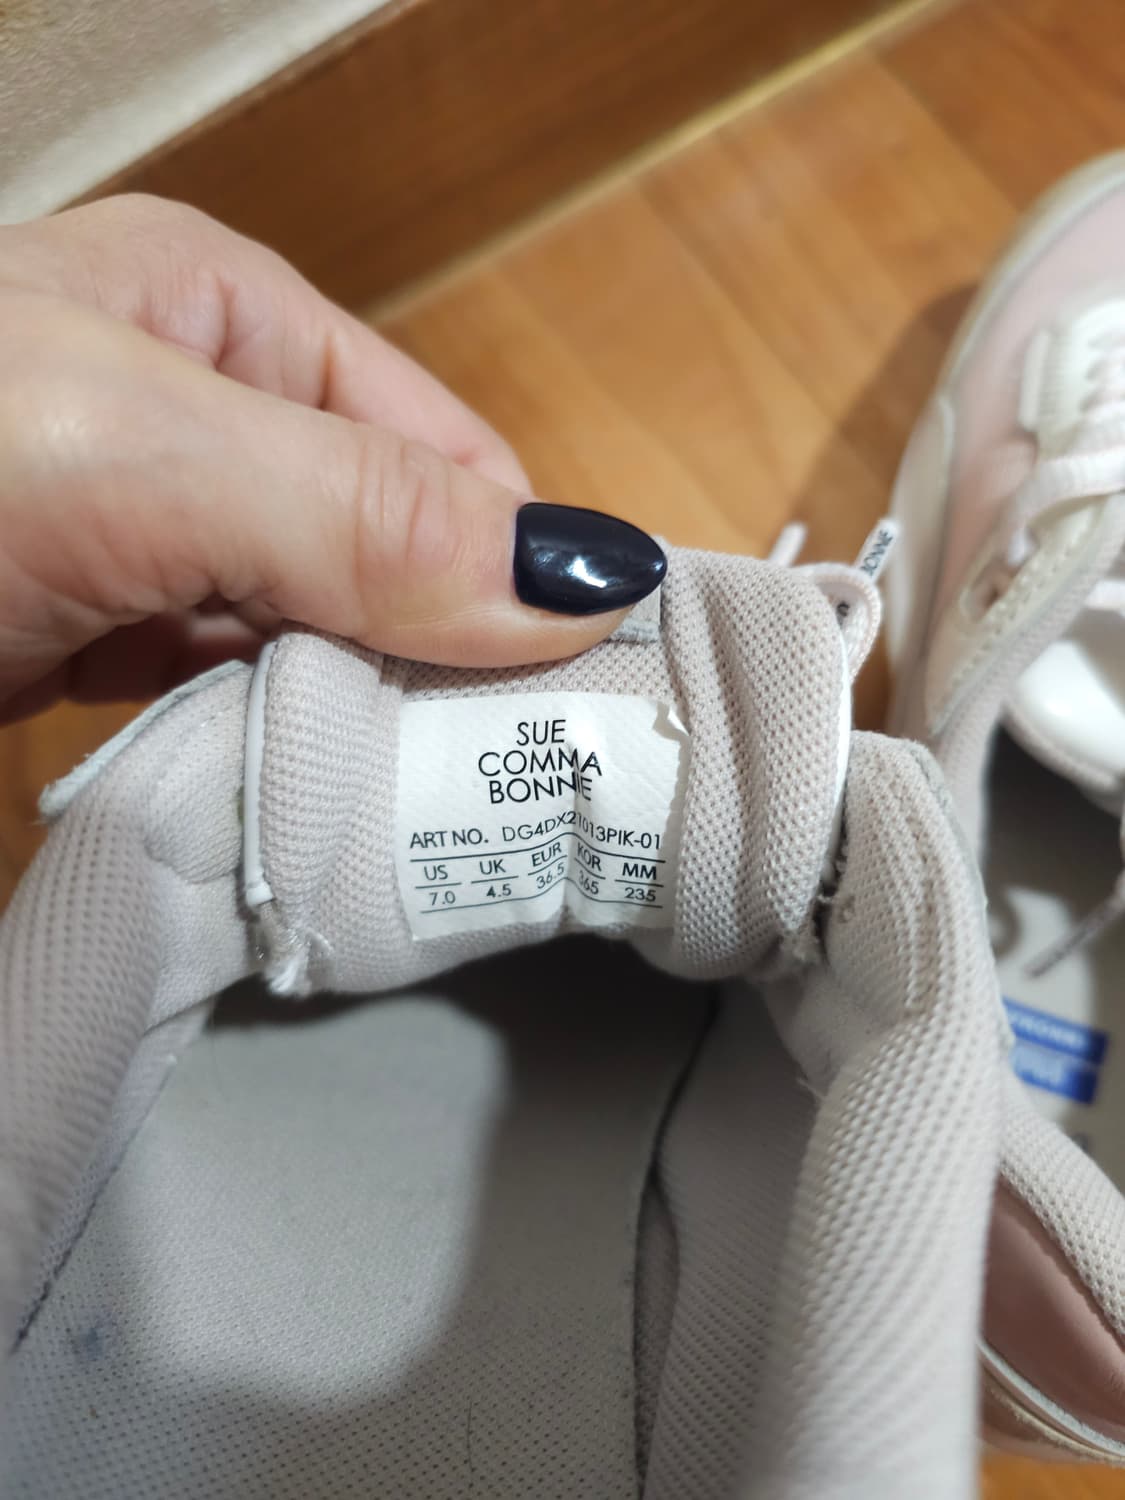 SUE
COMMA
BONNIE
ART NO. DG4DX21013PIK-01
US UK EUR KOR MM
7.0 4.5 36.5 365 235
BONNIE